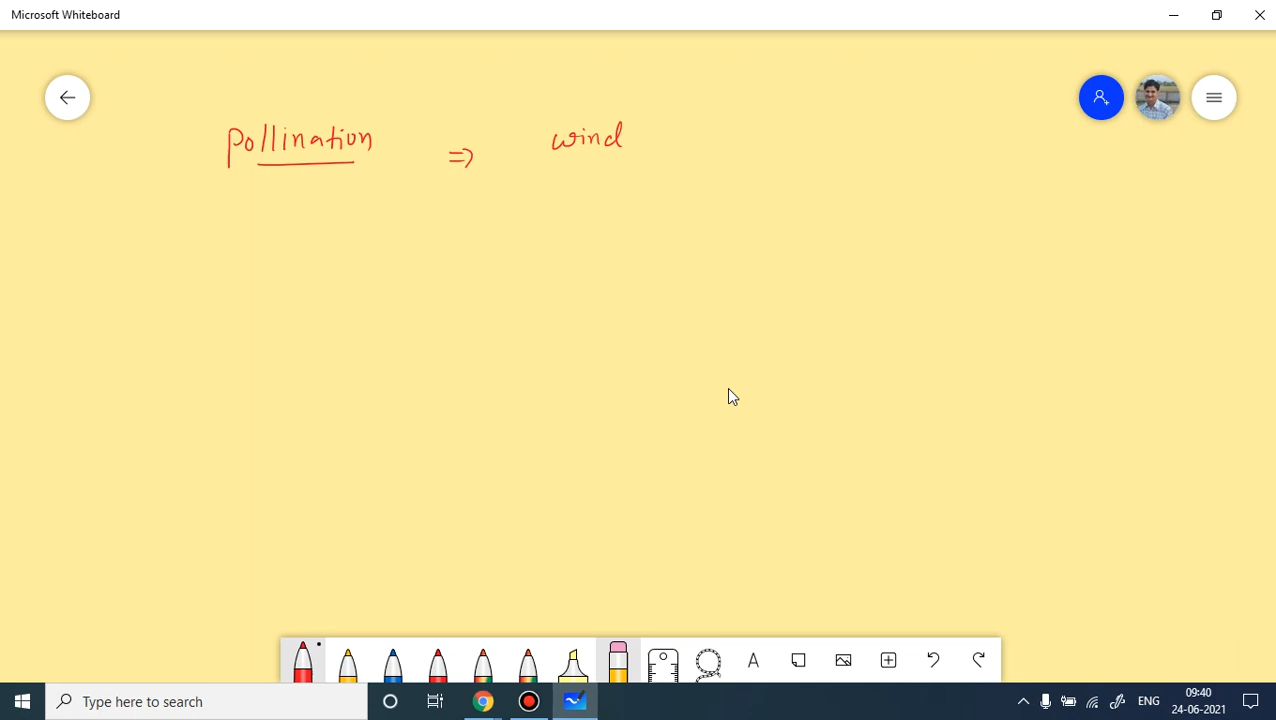 Microsoft Whiteboard
Pollination ⇒ wind
A
Type here to search
ENG
09:40
24-06-2021